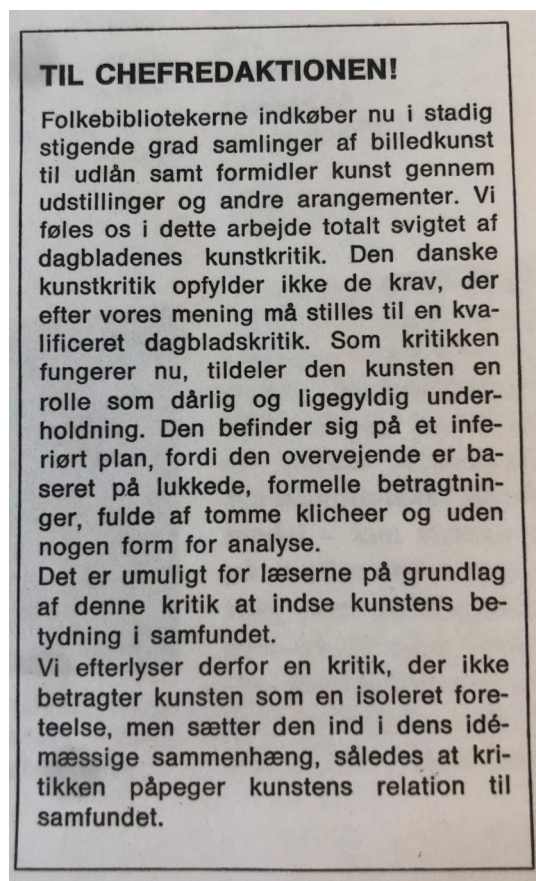 TIL CHEFREDAKTIONEN!
Folkebibliotekerne indkøber nu i stadig
stigende grad samlinger af billedkunst
til udlån samt formidler kunst gennem
udstillinger og andre arangementer. Vi
føles os i dette arbejde totalt svigtet af
dagbladenes kunstkritik. Den danske
kunstkritik opfylder ikke de krav, der
efter vores mening må stilles til en kva-
lificeret dagbladskritik. Som kritikken
fungerer nu, tildeler den kunsten en
rolle som dårlig og ligegyldig under-
holdning. Den befinder sig på et infe-
riørt plan, fordi den overvejende er ba-
seret på lukkede, formelle betragtnin-
ger, fulde af tomme klicheer og uden
nogen form for analyse.
Det er umuligt for læserne på grundlag
af denne kritik at indse kunstens be-
tydning i samfundet.
Vi efterlyser derfor en kritik, der ikke
betragter kunsten som en isoleret fore-
teelse, men sætter den ind i dens idé-
mæssige sammenhæng, således at kri-
tikken påpeger kunstens relation til
samfundet.